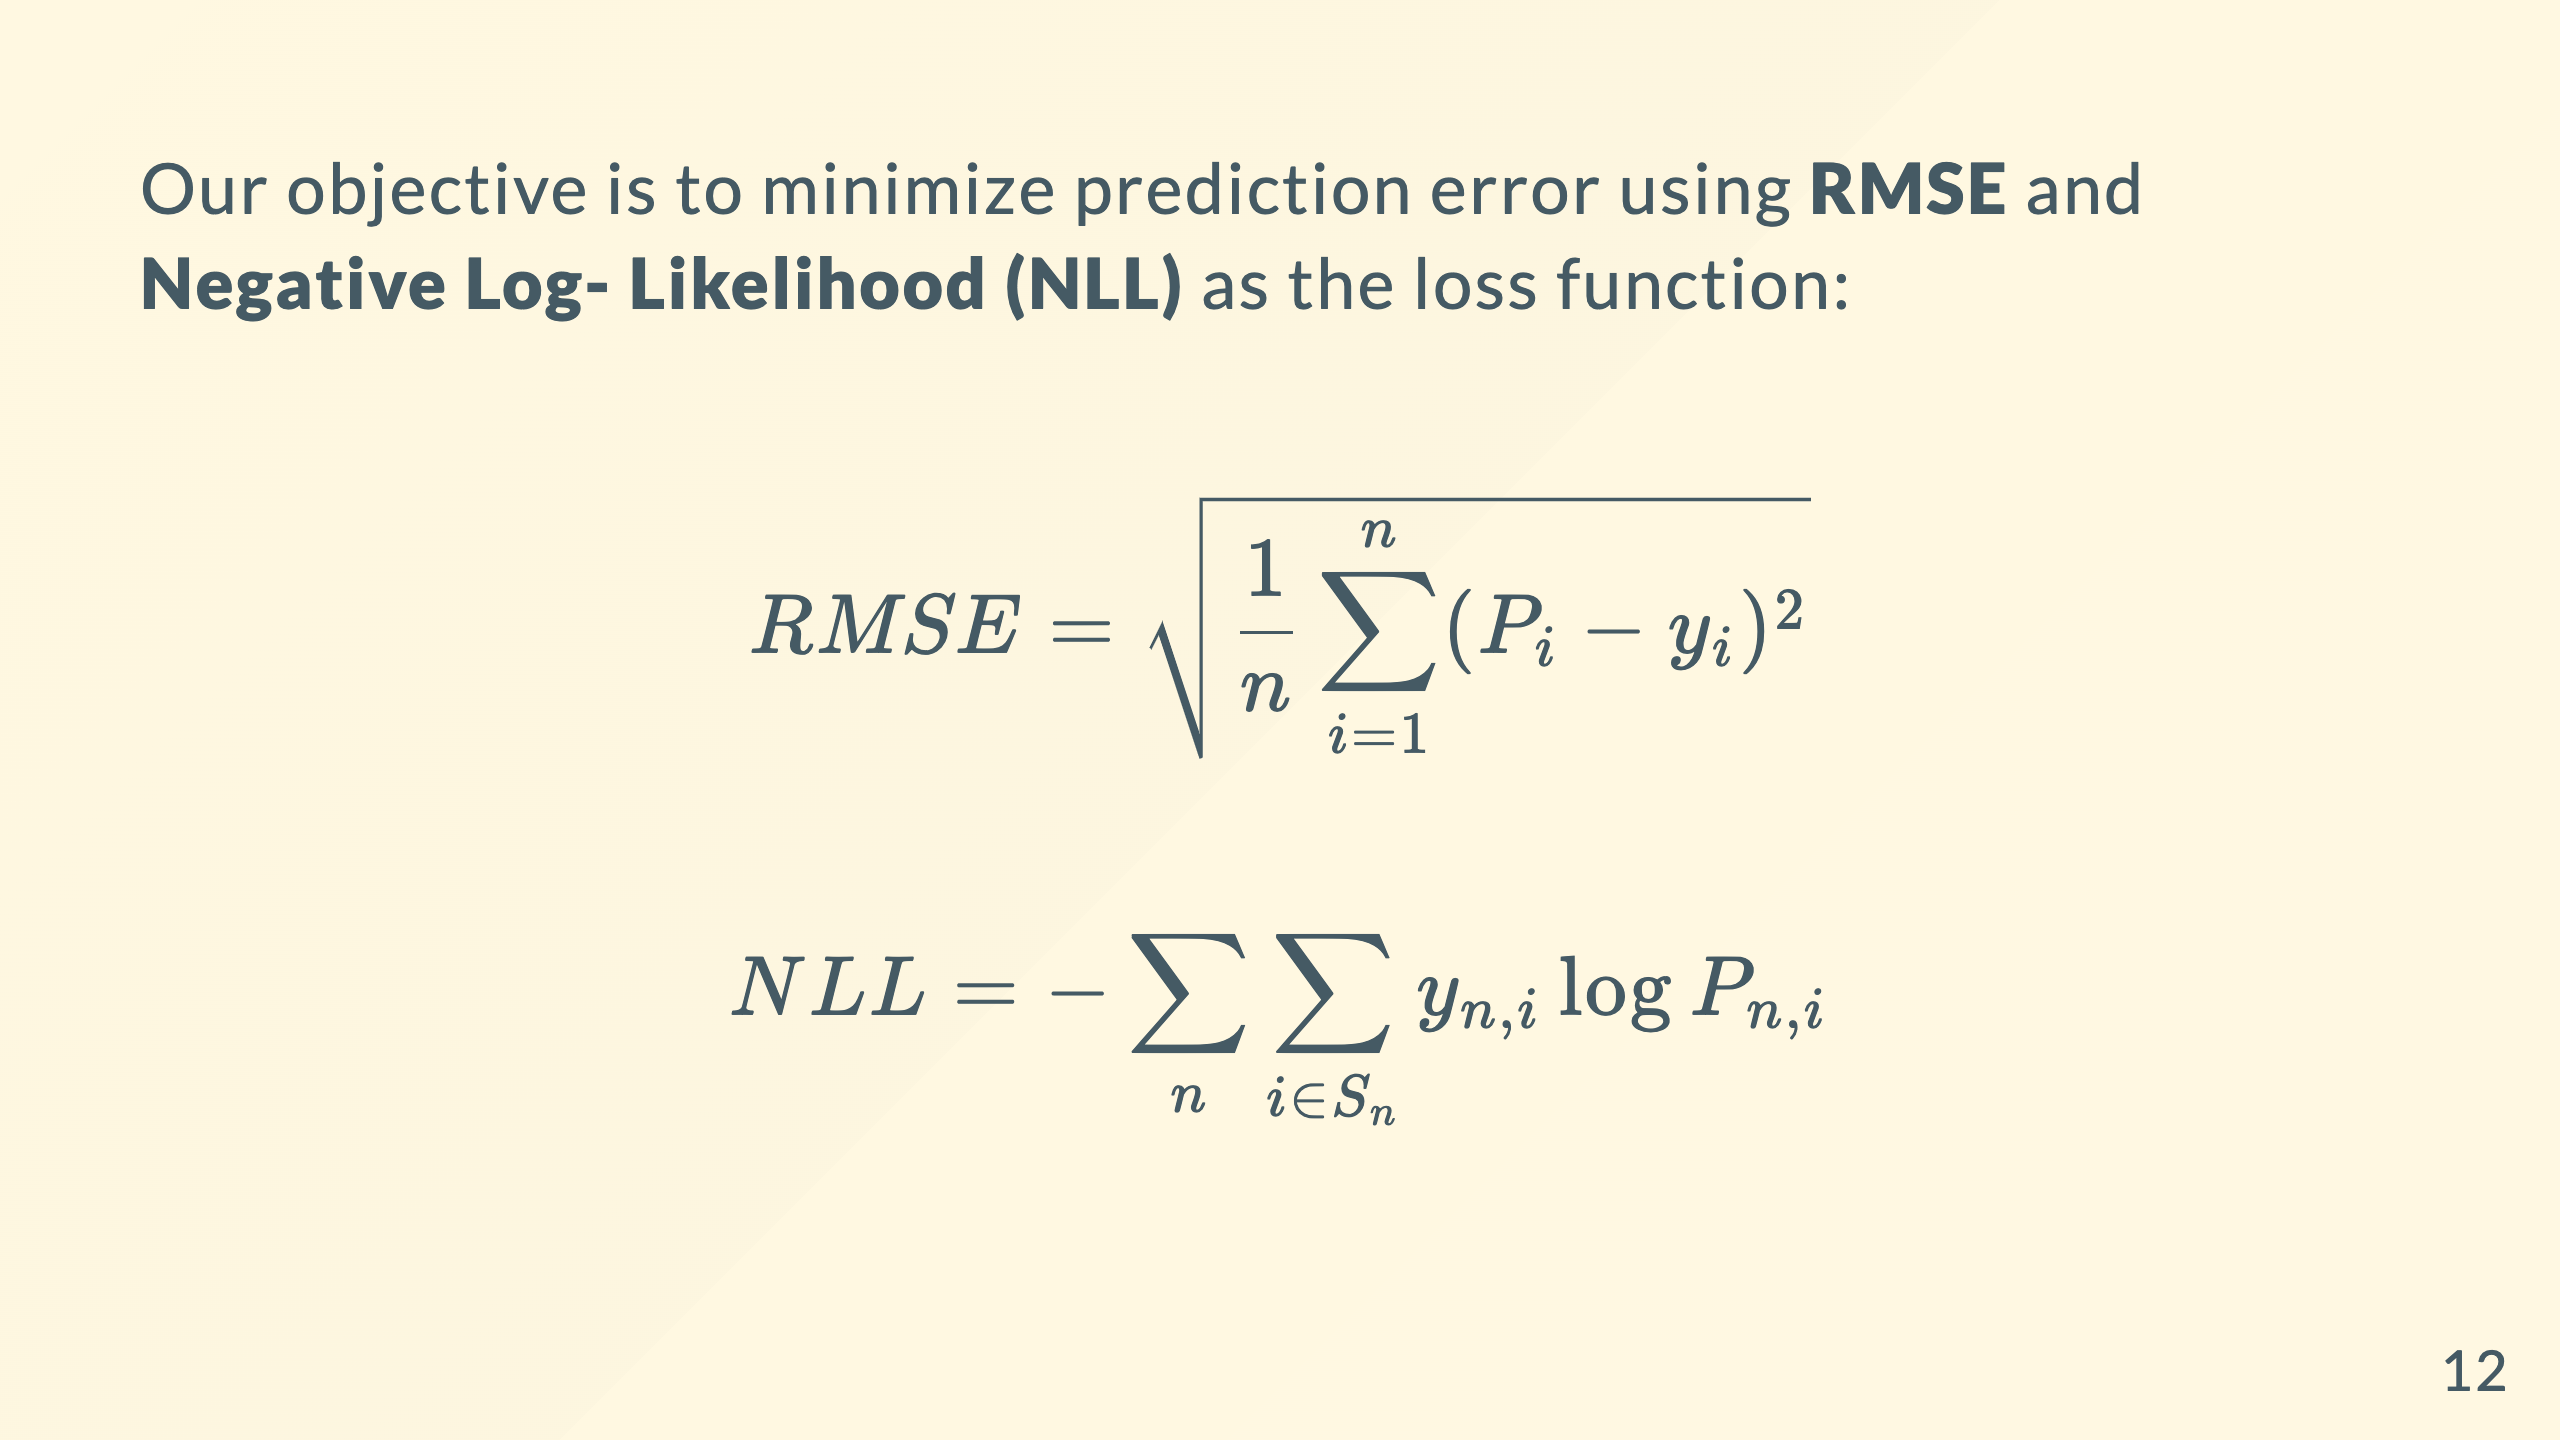 Our objective is to minimize prediction error using RMSE and
Negative Log- Likelihood (NLL) as the loss function:
$RMSE = \sqrt{\frac{1}{n} \sum_{i=1}^{n} (P_i - y_i)^2}$
$NLL = - \sum_{n} \sum_{i \in S_n} y_{n,i} \log P_{n,i}$
12